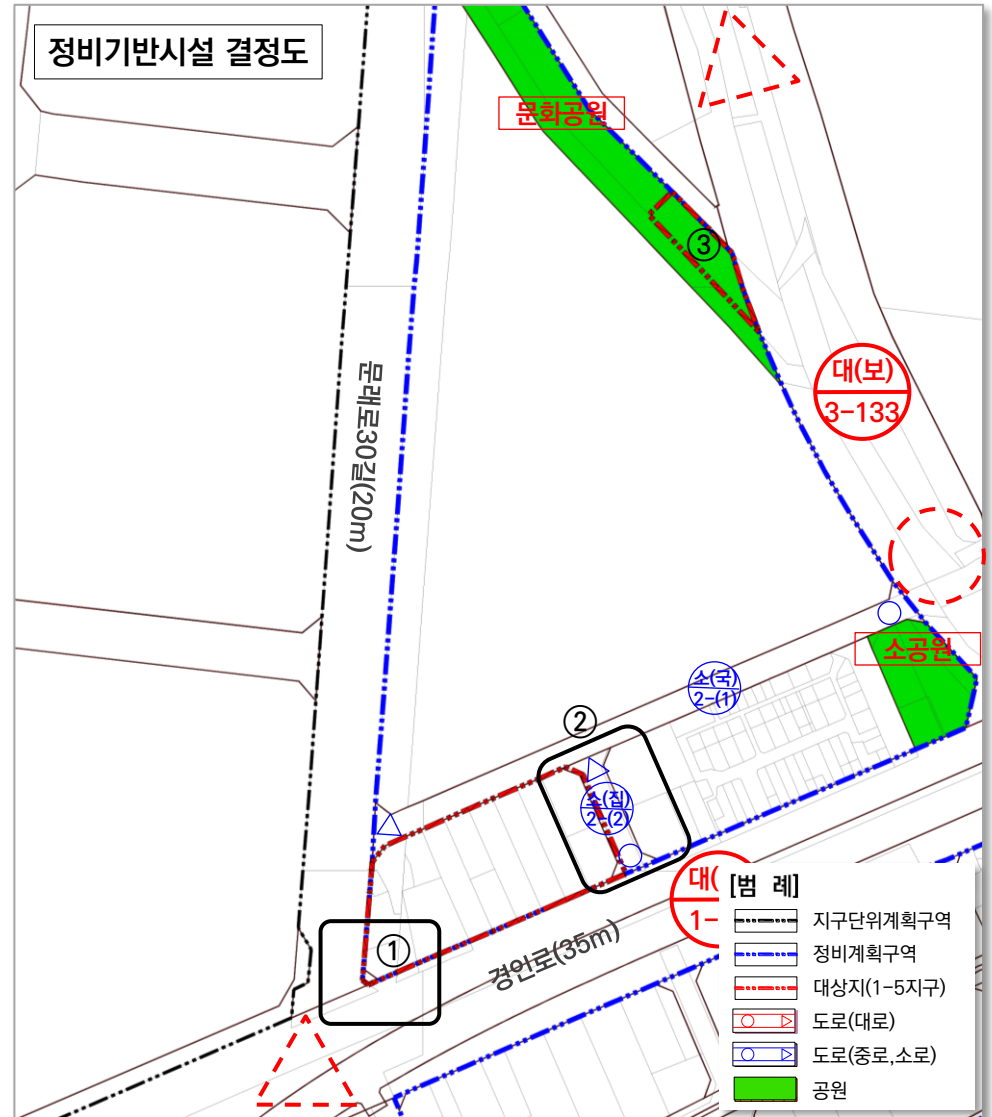 정비기반시설 결정도
문화공원
③
대(보)
3-133
문래로30길(20m)
소공원
소(국)
2-(1)
②
소(집)
2-(2)
①
경인로(35m)
대(
1-
[범 례]
지구단위계획구역
정비계획구역
대상지(1-5지구)
도로(대로)
도로(중로,소로)
공원